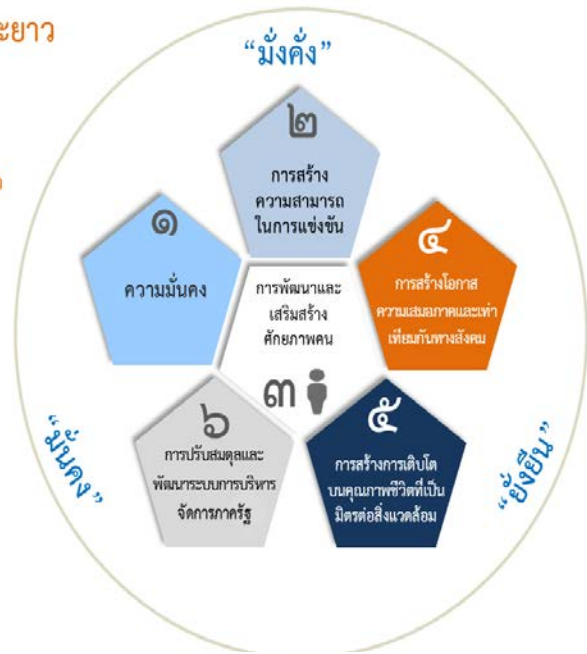 ะยาว
“มั่งคั่ง”
๒
การสร้าง
ความสามารถ
ในการแข่งขัน
๑
ความมั่นคง
๔
การสร้างโอกาส
ความเสมอภาคและเท่า
เทียมกันทางสังคม
การพัฒนาและ
เสริมสร้าง
ศักยภาพคน
๓
๖
การปรับสมดุลและ
พัฒนาระบบการบริหาร
จัดการภาครัฐ
๕
การสร้างการเติบโต
บนคุณภาพชีวิตที่เป็น
มิตรต่อสิ่งแวดล้อม
“มั่นคง”
“ยั่งยืน”